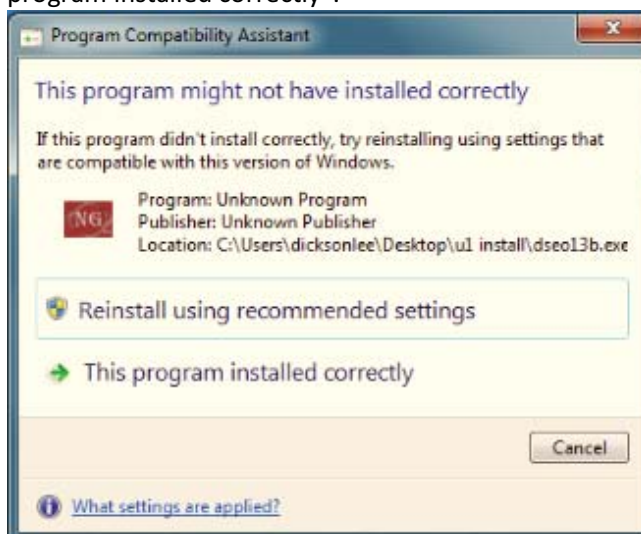 program installed correctly".
Program Compatibility Assistant
This program might not have installed correctly
If this program didn't install correctly, try reinstalling using settings that
are compatible with this version of Windows.
NG
Program: Unknown Program
Publisher: Unknown Publisher
Location: C:\Users\dicksonlee\Desktop\u1 install\dseo13b.exe
Reinstall using recommended settings
This program installed correctly
Cancel
What settings are applied?